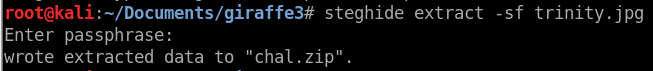 root@kali:~/Documents/giraffe3# steghide extract -sf trinity.jpg
Enter passphrase:
wrote extracted data to "chal.zip".